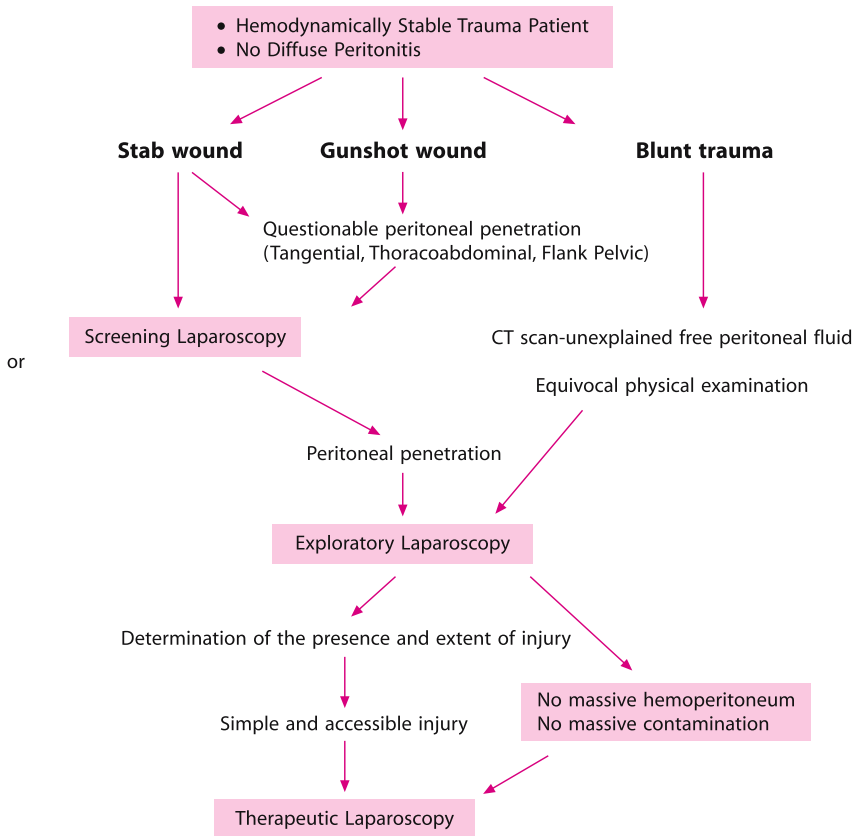 • Hemodynamically Stable Trauma Patient
• No Diffuse Peritonitis
Stab wound
Gunshot wound
Blunt trauma
Questionable peritoneal penetration
(Tangential, Thoracoabdominal, Flank Pelvic)
Screening Laparoscopy
CT scan-unexplained free peritoneal fluid
or
Equivocal physical examination
Peritoneal penetration
Exploratory Laparoscopy
Determination of the presence and extent of injury
No massive hemoperitoneum
No massive contamination
Simple and accessible injury
Therapeutic Laparoscopy